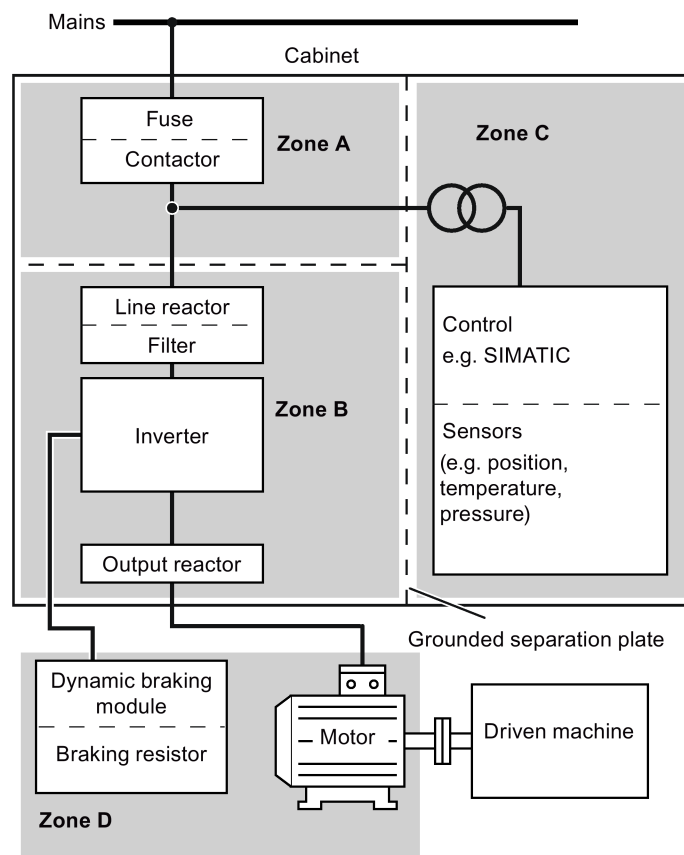 Mains
Cabinet
Fuse
Contactor
Zone A
Zone C
Line reactor
Filter
Control
e.g. SIMATIC
Zone B
Inverter
Sensors
(e.g. position,
temperature,
pressure)
Output reactor
Grounded separation plate
Dynamic braking
module
Braking resistor
Motor
Driven machine
Zone D